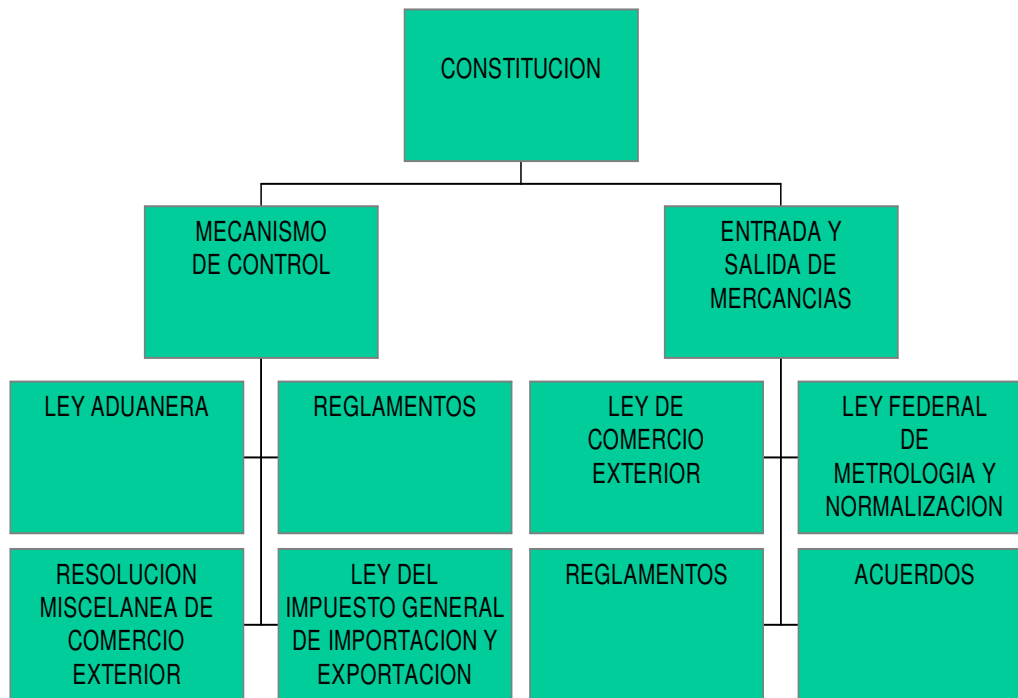 CONSTITUCION
MECANISMO
DE CONTROL
ENTRADA Y
SALIDA DE
MERCANCIAS
LEY ADUANERA
REGLAMENTOS
LEY DE
COMERCIO
EXTERIOR
LEY FEDERAL
DE
METROLOGIA Y
NORMALIZACION
RESOLUCION
MISCELANEA DE
COMERCIO
EXTERIOR
LEY DEL
IMPUESTO GENERAL
DE IMPORTACION Y
EXPORTACION
REGLAMENTOS
ACUERDOS